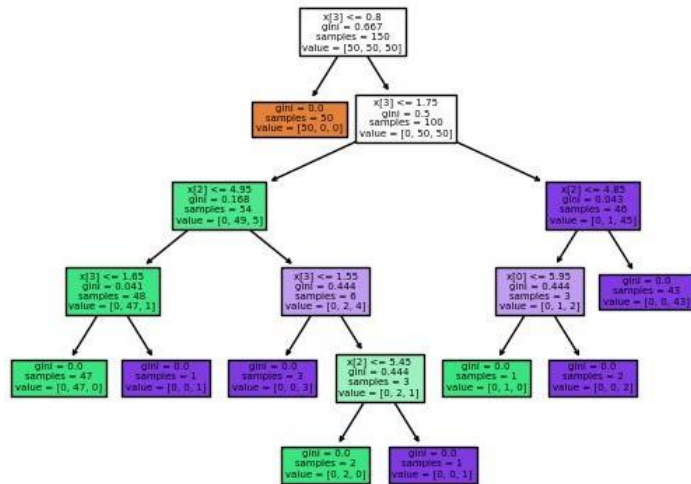 x[3] <= 0.8
gini = 0.667
samples = 150
value = [50, 50, 50]
gini = 0.0
samples = 50
value = [50, 0, 0]
x[3] <= 1.75
gini = 0.5
samples = 100
value = [0, 50, 50]
x[2] <= 4.95
gini = 0.168
samples = 54
value = [0, 49, 5]
x[2] <= 4.85
gini = 0.043
samples = 46
value = [0, 1, 45]
x[3] <= 1.65
gini = 0.041
samples = 48
value = [0, 47, 1]
x[3] <= 1.55
gini = 0.444
samples = 6
value = [0, 2, 4]
x[0] <= 5.95
gini = 0.444
samples = 3
value = [0, 1, 2]
gini = 0.0
samples = 43
value = [0, 0, 43]
gini = 0.0
samples = 47
value = [0, 47, 0]
gini = 0.0
samples = 1
value = [0, 0, 1]
gini = 0.0
samples = 3
value = [0, 0, 3]
x[2] <= 5.45
gini = 0.444
samples = 3
value = [0, 2, 1]
gini = 0.0
samples = 1
value = [0, 1, 0]
gini = 0.0
samples = 2
value = [0, 0, 2]
gini = 0.0
samples = 2
value = [0, 2, 0]
gini = 0.0
samples = 1
value = [0, 0, 1]